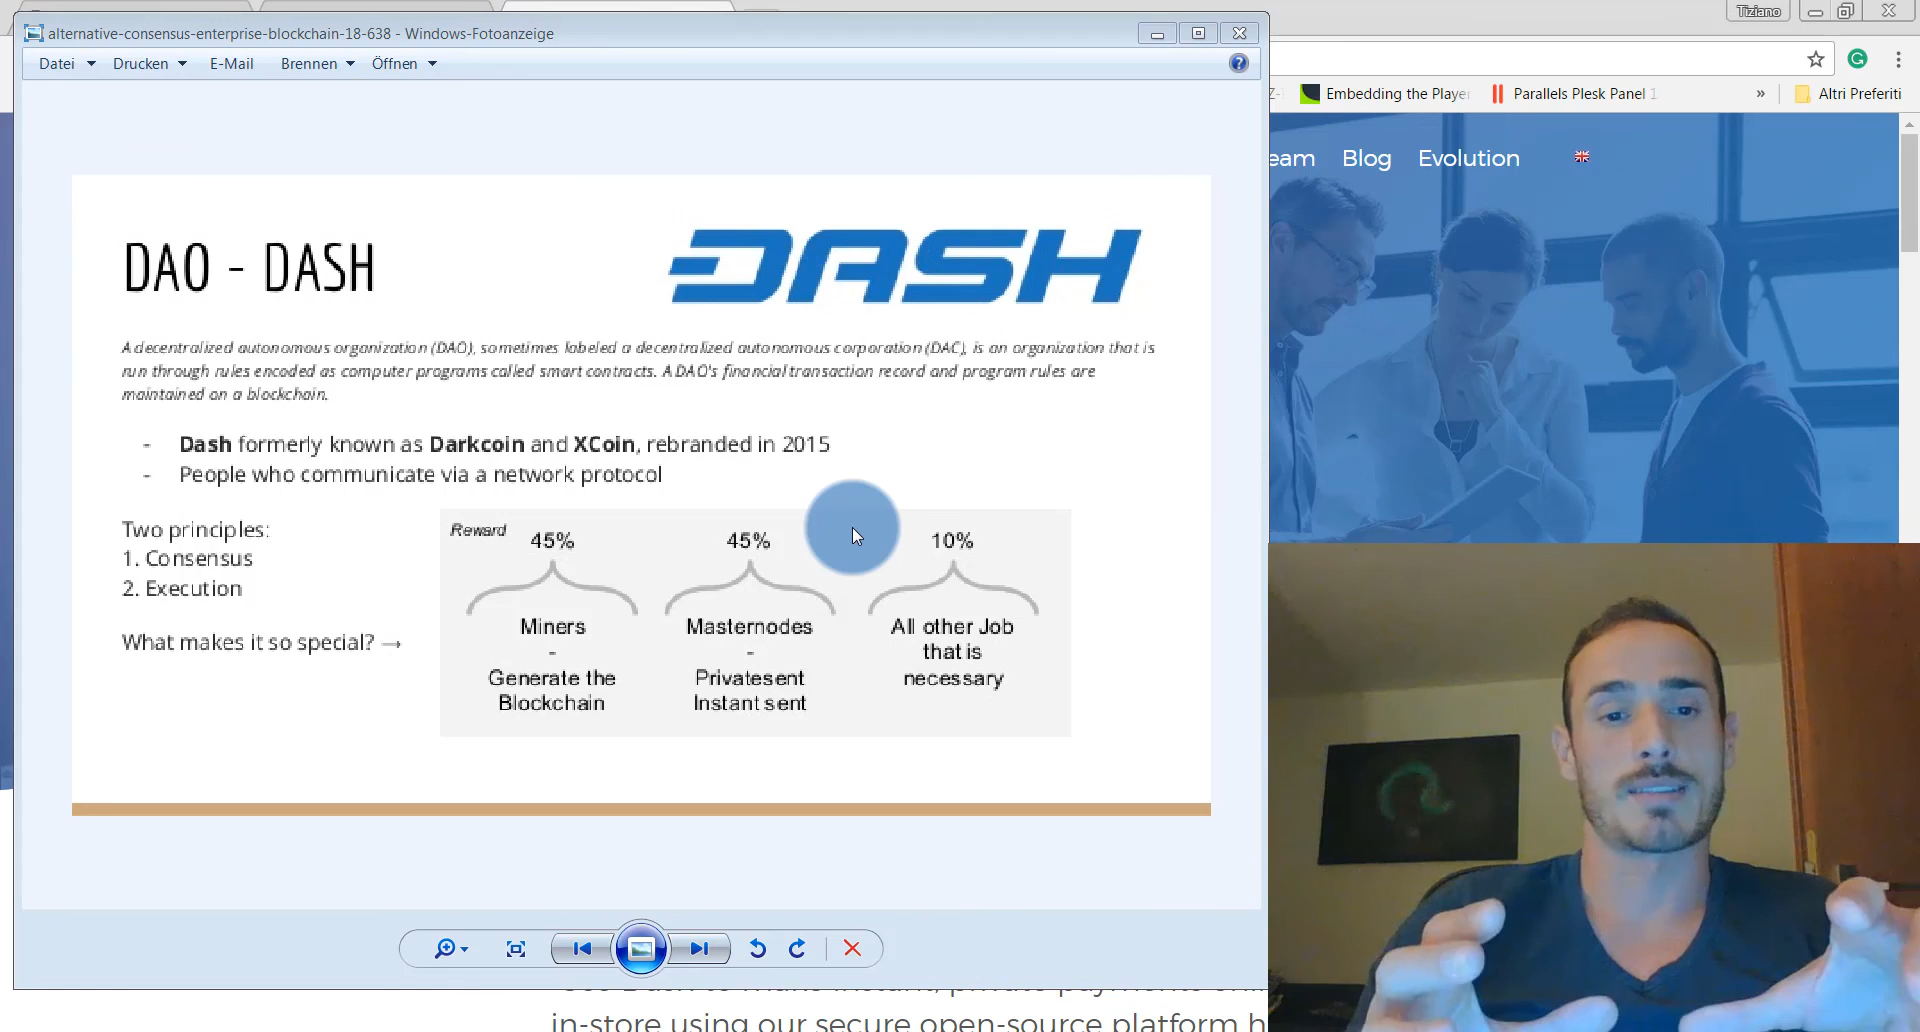 Tiziano
alternative-consensus-enterprise-blockchain-18-638 - Windows-Fotoanzeige
Datei Drucken E-Mail Brennen Öffnen
Embedding the Player
Parallels Plesk Panel 1
»
Altri Preferiti
eam Blog Evolution
DAO - DASH
DASH
A decentralized autonomous organization (DAO), sometimes labeled a decentralized autonomous corporation (DAC), is an organization that is
run through rules encoded as computer programs called smart contracts. A DAO's financial transaction record and program rules are
maintained on a blockchain.
- Dash formerly known as Darkcoin and XCoin, rebranded in 2015
- People who communicate via a network protocol
Two principles:
1. Consensus
2. Execution
What makes it so special? →
Reward
45% 45% 10%
Miners
-
Generate the
Blockchain
Masternodes
-
Privatesent
Instant sent
All other Job
that is
necessary
in-store using our secure open-source platform h